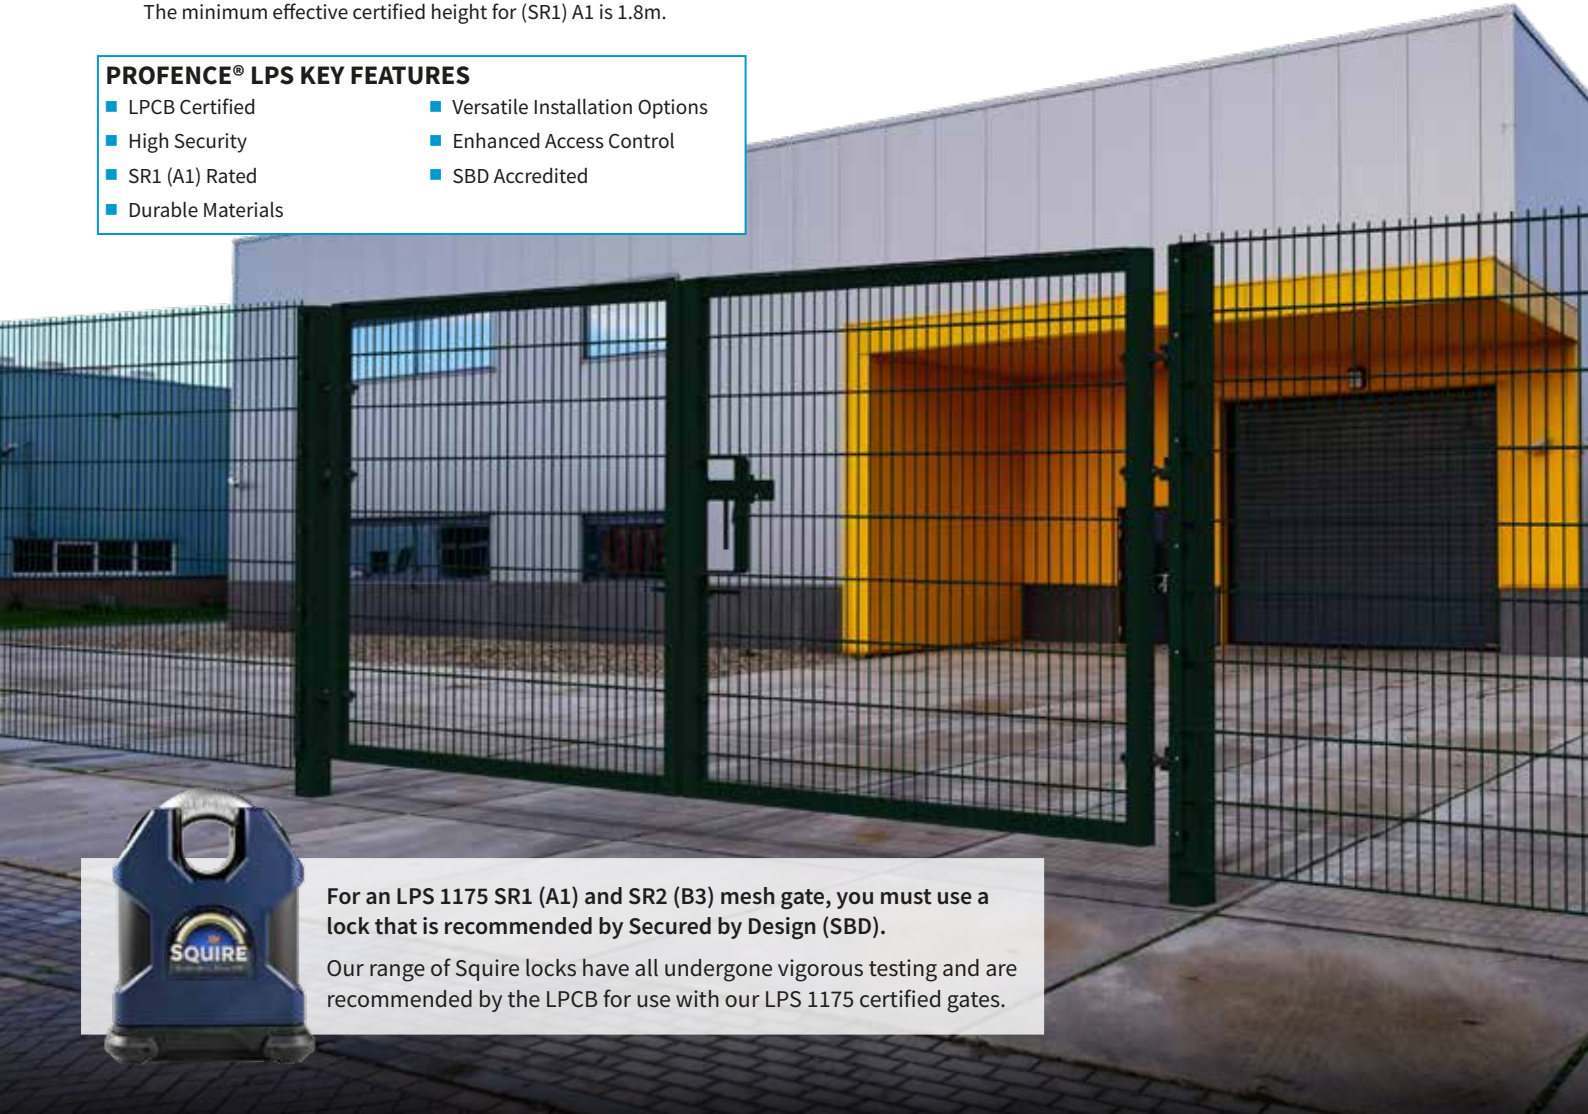 The minimum effective certified height for (SR1) A1 is 1.8m.
PROFENCE® LPS KEY FEATURES
LPCB Certified
High Security
SR1 (A1) Rated
Durable Materials
Versatile Installation Options
Enhanced Access Control
SBD Accredited
SQUIRE
For an LPS 1175 SR1 (A1) and SR2 (B3) mesh gate, you must use a
lock that is recommended by Secured by Design (SBD).
Our range of Squire locks have all undergone vigorous testing and are
recommended by the LPCB for use with our LPS 1175 certified gates.